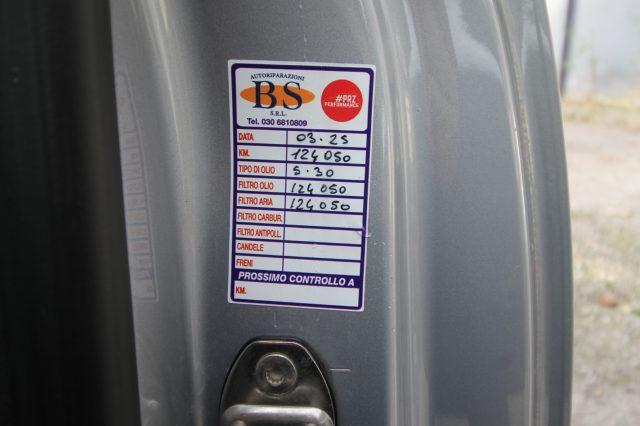 AUTORIPARAZIONI
BS
S.R.L.
#PRZ
PERFORMANCE
Tel. 030 6810809
DATA 03.25
KM. 124050
TIPO DI OLIO 5.30
FILTRO OLIO 124050
FILTRO ARIA 124050
FILTRO CARBUR.
FILTRO ANTIPOLL.
CANDELE
FRENI
PROSSIMO CONTROLLO A
KM.